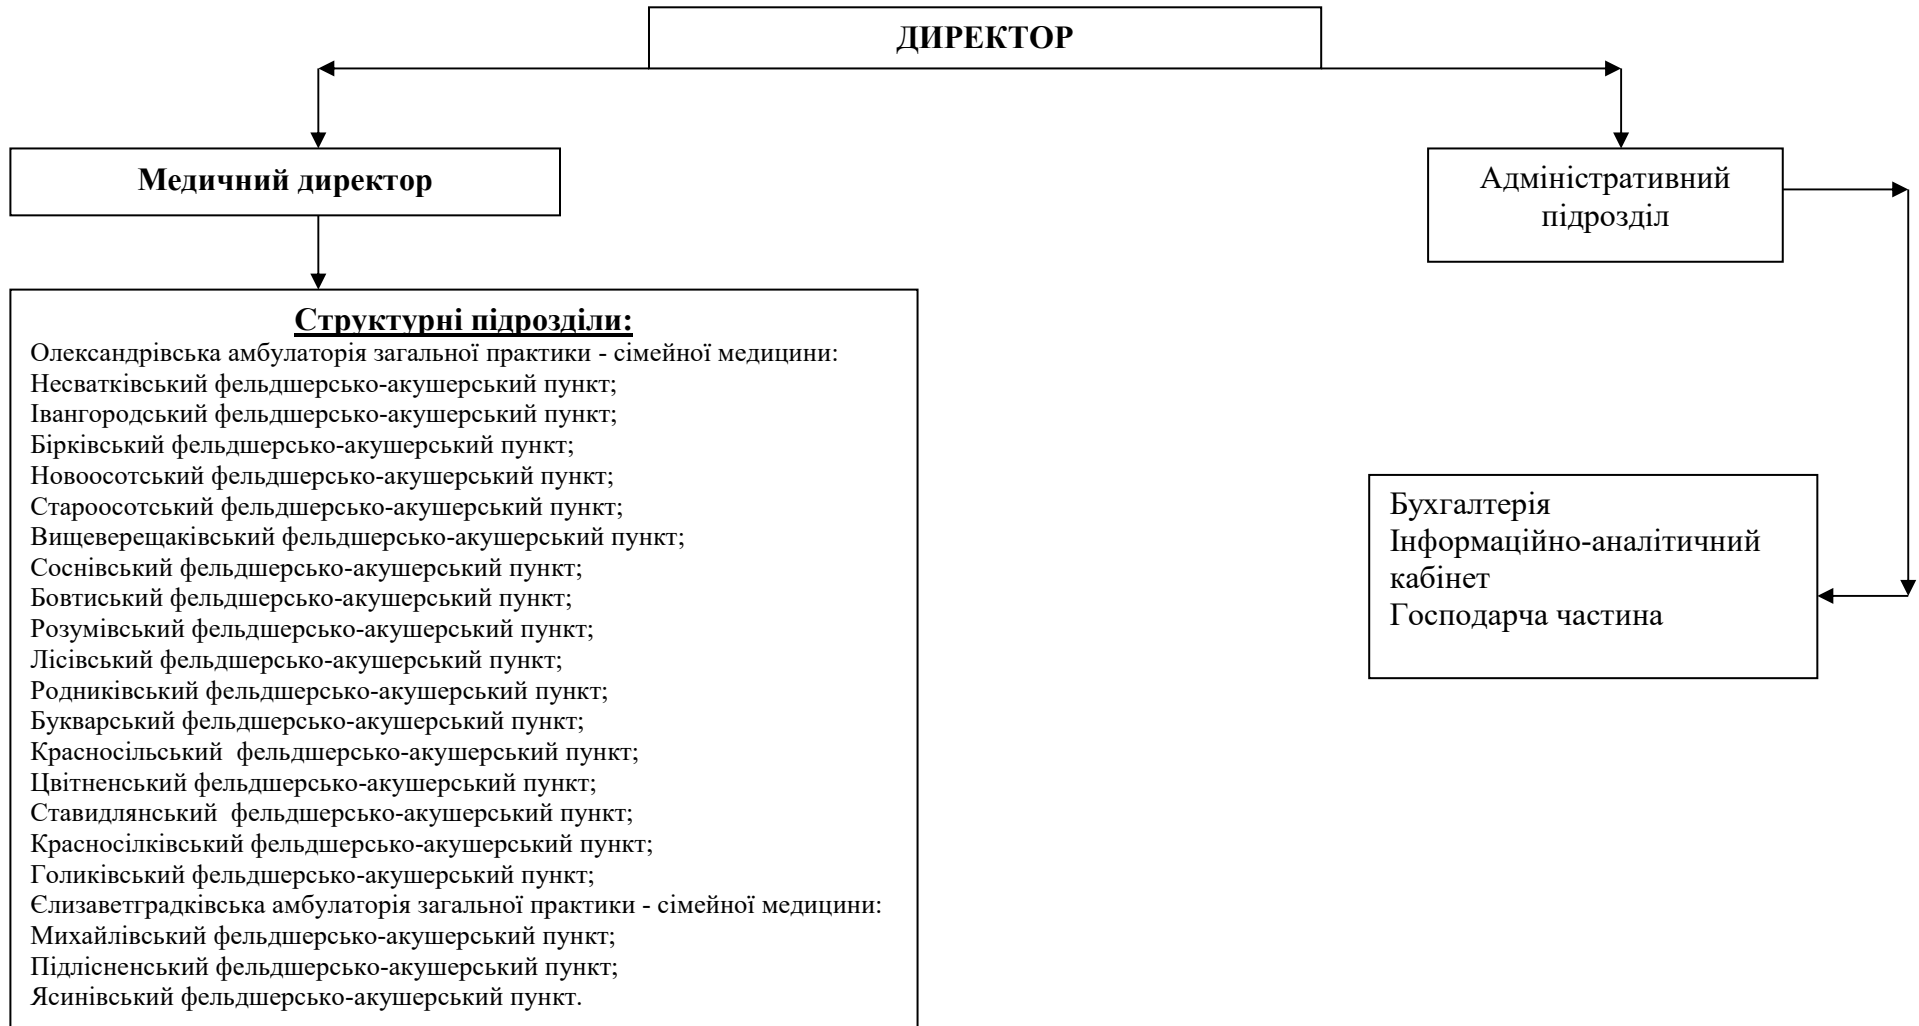 ДИРЕКТОР
Медичний директор
Адміністративний
підрозділ
Структурні підрозділи:
Олександрівська амбулаторія загальної практики - сімейної медицини:
Несватківський фельдшерсько-акушерський пункт;
Івангородський фельдшерсько-акушерський пункт;
Бірківський фельдшерсько-акушерський пункт;
Новоосотський фельдшерсько-акушерський пункт;
Староосотський фельдшерсько-акушерський пункт;
Вищеверещаківський фельдшерсько-акушерський пункт;
Соснівський фельдшерсько-акушерський пункт;
Бовтиський фельдшерсько-акушерський пункт;
Розумівський фельдшерсько-акушерський пункт;
Лісівський фельдшерсько-акушерський пункт;
Родниківський фельдшерсько-акушерський пункт;
Букварський фельдшерсько-акушерський пункт;
Красносільський  фельдшерсько-акушерський пункт;
Цвітненський фельдшерсько-акушерський пункт;
Ставидлянський  фельдшерсько-акушерський пункт;
Красносілківський фельдшерсько-акушерський пункт;
Голиківський фельдшерсько-акушерський пункт;
Єлизаветградківська амбулаторія загальної практики - сімейної медицини:
Михайлівський фельдшерсько-акушерський пункт;
Підлісненський фельдшерсько-акушерський пункт;
Ясинівський фельдшерсько-акушерський пункт.
Бухгалтерія
Інформаційно-аналітичний
кабінет
Господарча частина